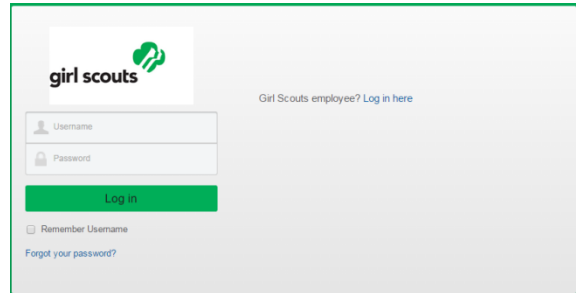 girl scouts
Girl Scouts employee? Log in here
Username
Password
Log in
Remember Username
Forgot your password?